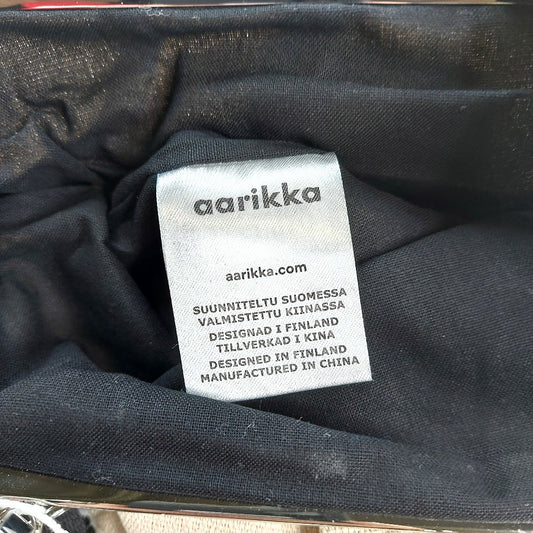 aarikka
aarikka.com
SUUNNITELTU SUOMESSA
VALMISTETTU KIINASSA
DESIGNAD I FINLAND
TILLVERKAD I KINA
DESIGNED IN FINLAND
MANUFACTURED IN CHINA